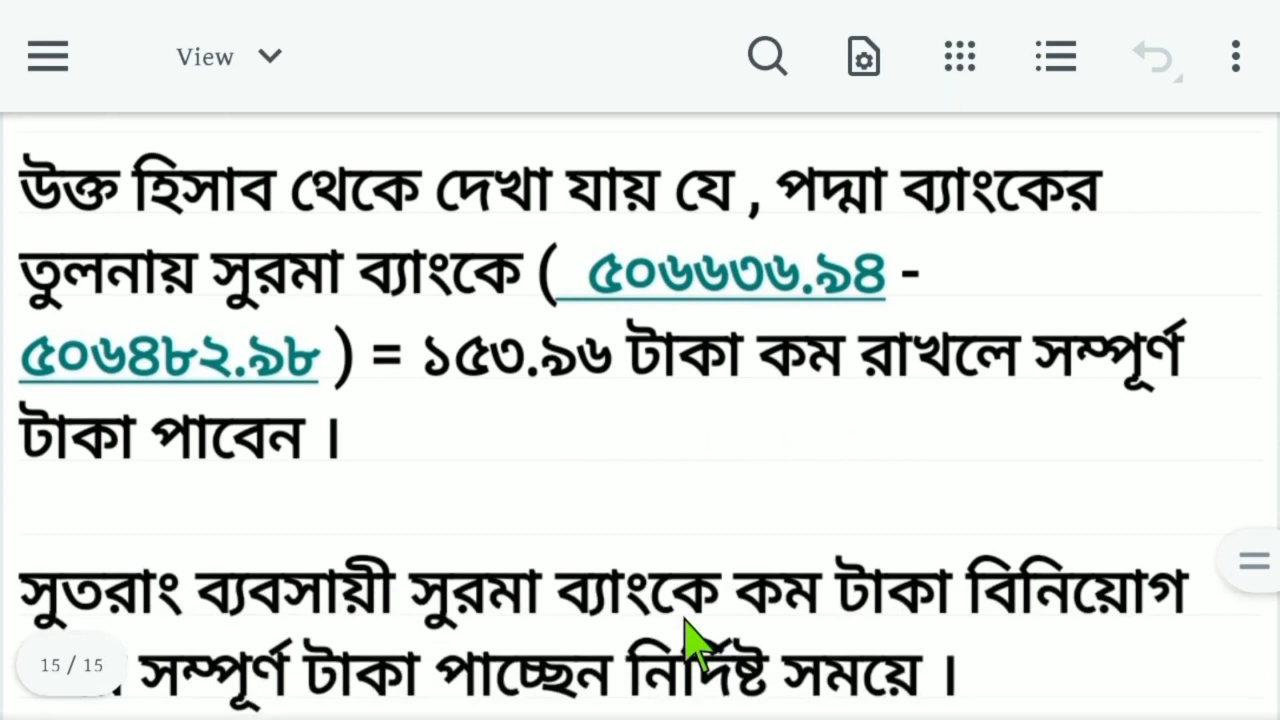 View
উক্ত হিসাব থেকে দেখা যায় যে , পদ্মা ব্যাংকের
তুলনায় সুরমা ব্যাংকে ( ৫০৬৬৩৬.৯৪ -
৫০৬৪৮২.৯৮ ) = ১৫৩.৯৬ টাকা কম রাখলে সম্পূর্ণ
টাকা পাবেন ।
সুতরাং ব্যবসায়ী সুরমা ব্যাংকে কম টাকা বিনিয়োগ
সম্পূর্ণ টাকা পাচ্ছেন নির্দিষ্ট সময়ে ।
15 / 15